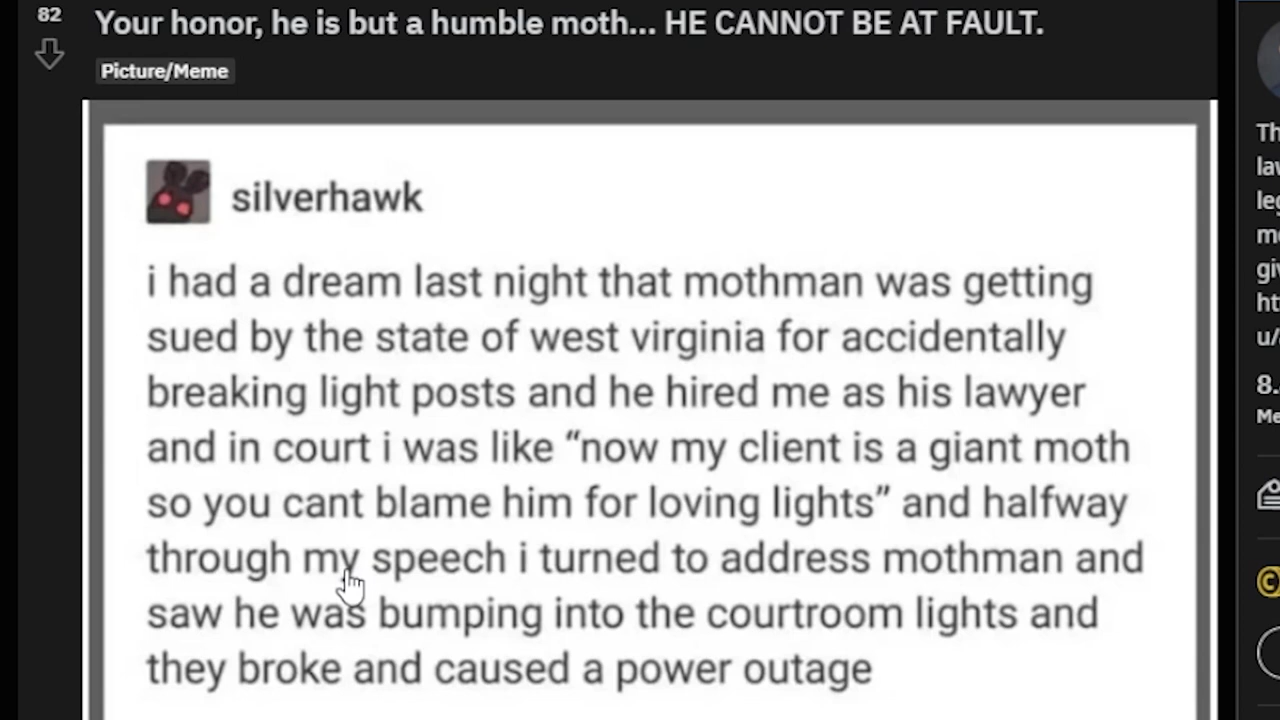 82
Your honor, he is but a humble moth... HE CANNOT BE AT FAULT.
Picture/Meme
silverhawk
i had a dream last night that mothman was getting
sued by the state of west virginia for accidentally
breaking light posts and he hired me as his lawyer
and in court i was like “now my client is a giant moth
so you cant blame him for loving lights” and halfway
through my speech i turned to address mothman and
saw he was bumping into the courtroom lights and
they broke and caused a power outage